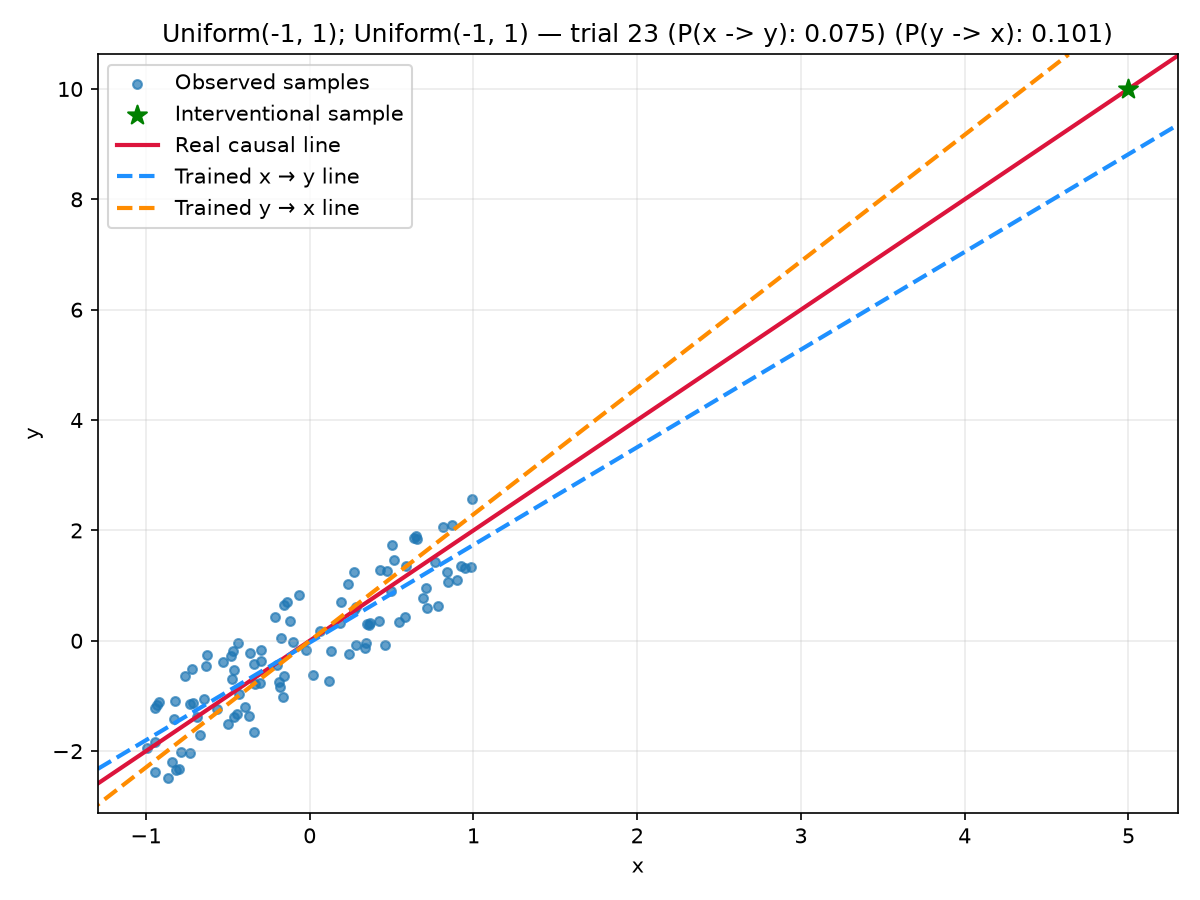 Uniform(-1, 1); Uniform(-1, 1) — trial 23 (P(x -> y): 0.075) (P(y -> x): 0.101)
Observed samples
Interventional sample
Real causal line
Trained x → y line
Trained y → x line
10
8
6
4
2
0
−2
y
−1
0
1
2
3
4
5
x